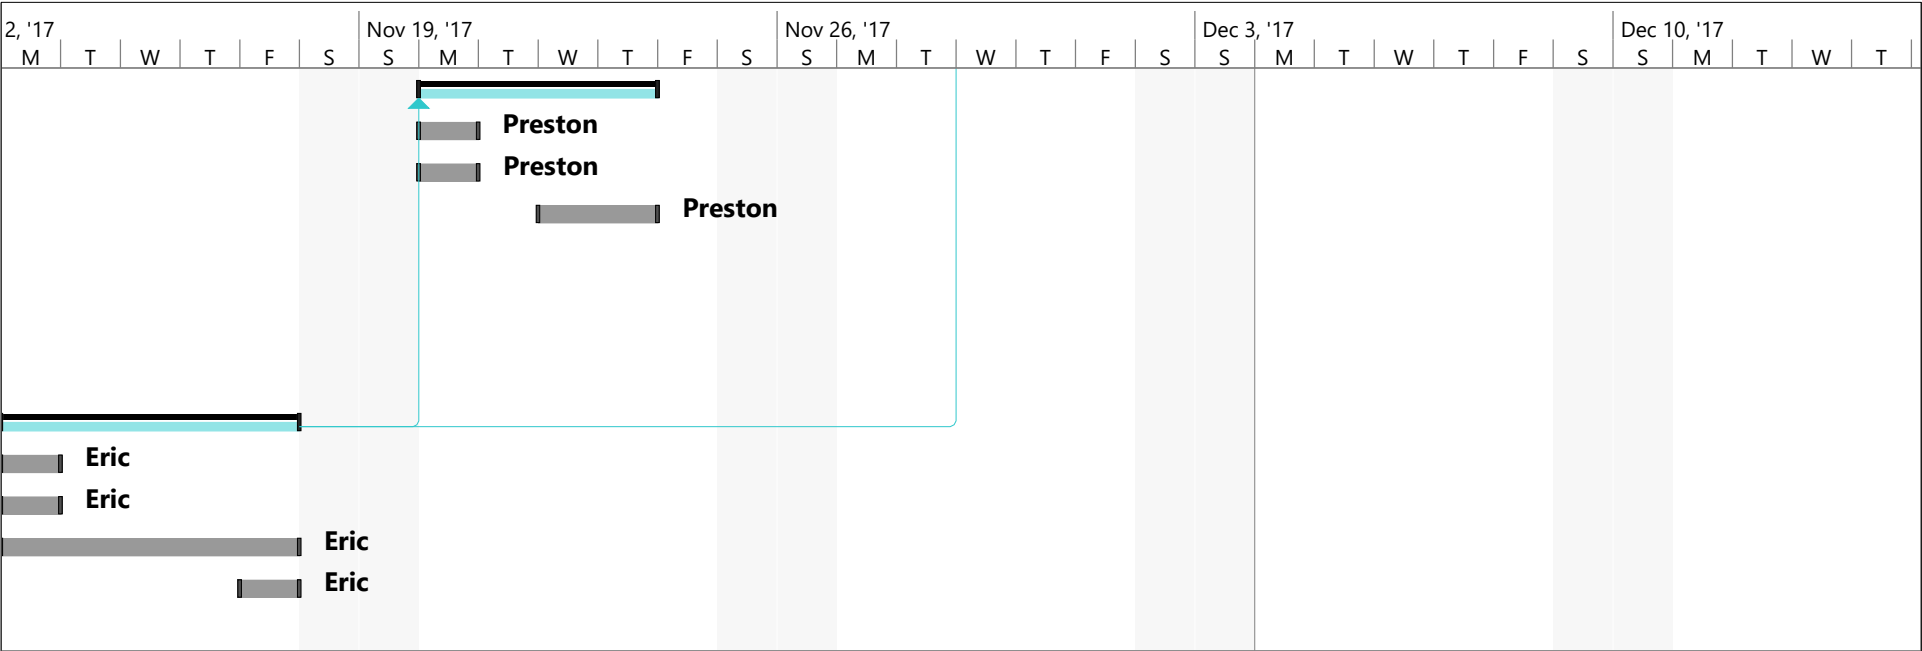 2, '17 Nov 19, '17 Nov 26, '17 Dec 3, '17 Dec 10, '17
M T W T F S S M T W T F S S M T W T F S S M T W T F S S M T W T
Preston
Preston
Preston
Eric
Eric
Eric
Eric